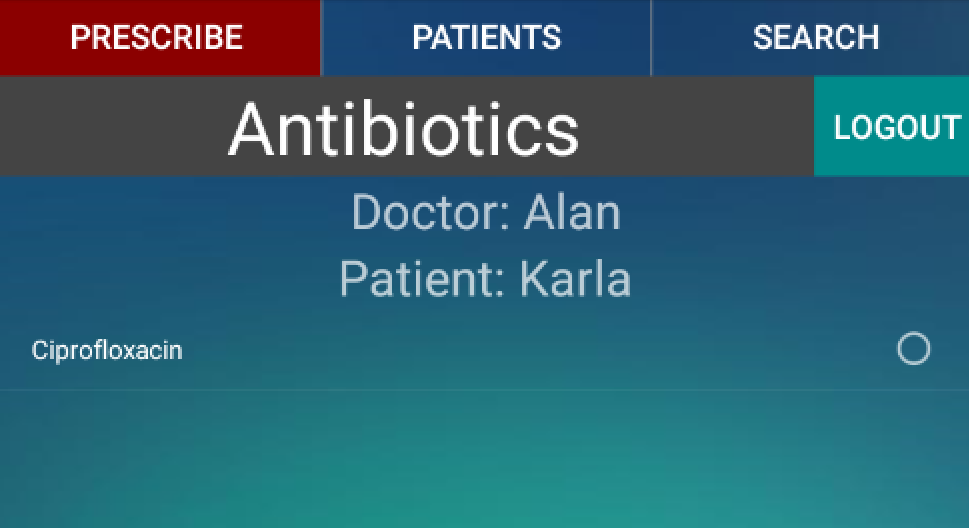 PRESCRIBE PATIENTS SEARCH
Antibiotics LOGOUT
Doctor: Alan
Patient: Karla
Ciprofloxacin